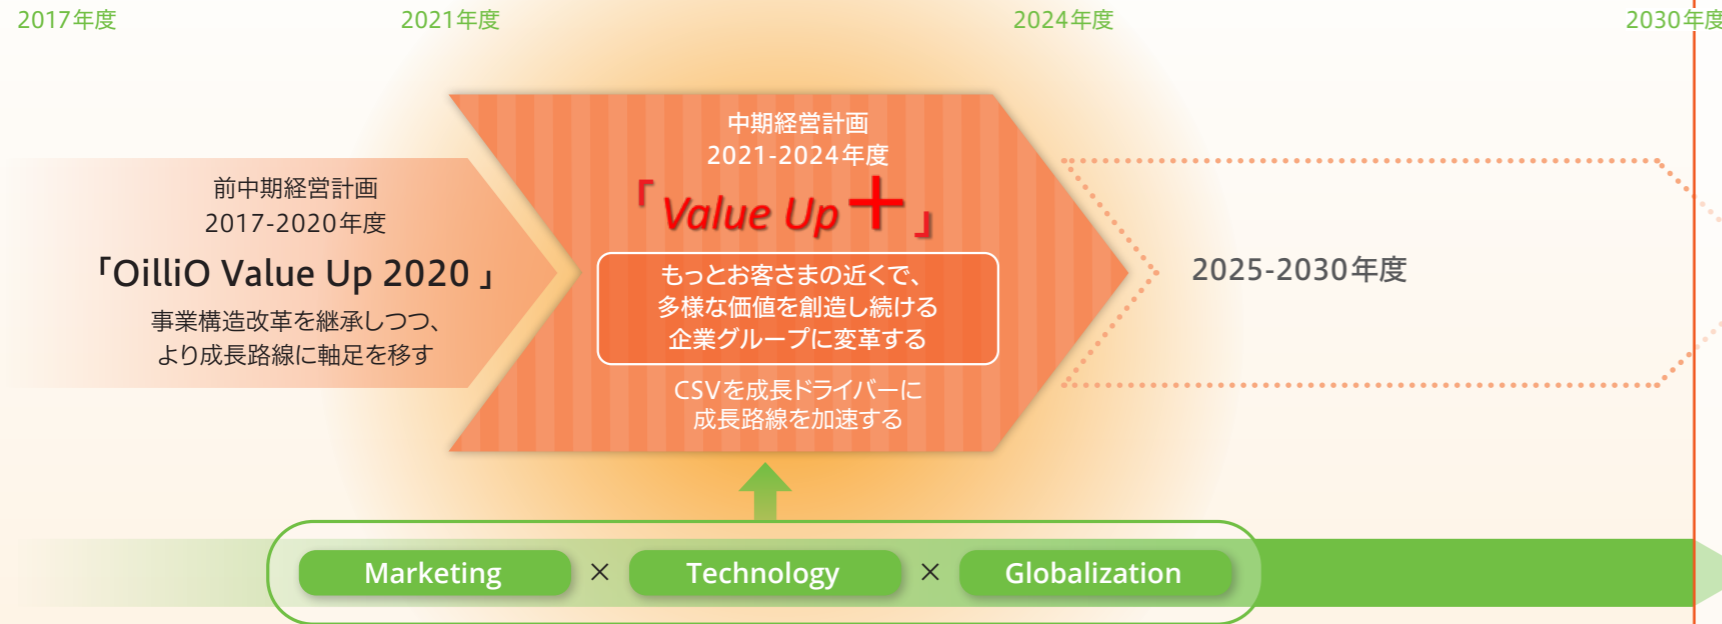 2017年度
2021年度
2024年度
2030年度
前中期経営計画
2017-2020年度
「OilliO Value Up 2020 」
事業構造改革を継承しつつ、
より成長路線に軸足を移す
中期経営計画
2021-2024年度
「 Value Up＋」
もっとお客さまの近くで、
多様な価値を創造し続ける
企業グループに変革する
CSVを成長ドライバーに
成長路線を加速する
2025-2030年度
Marketing × Technology × Globalization